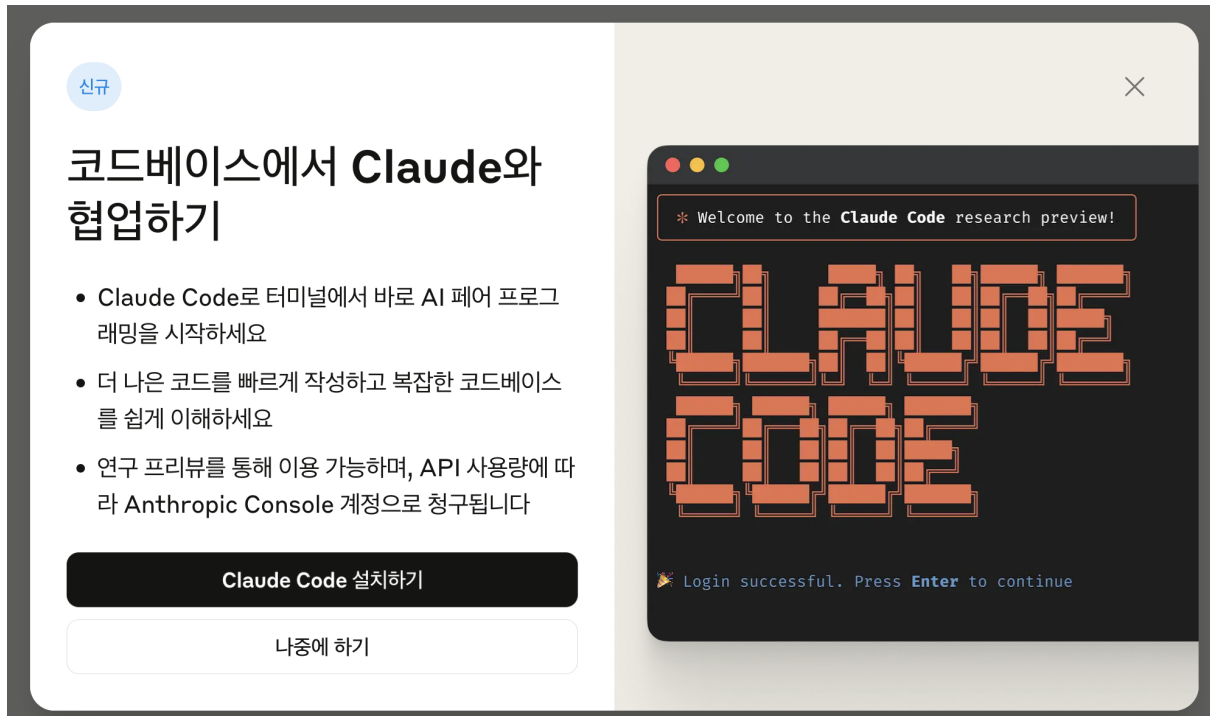 신규
코드베이스에서 Claude와
협업하기
• Claude Code로 터미널에서 바로 AI 페어 프로그
래밍을 시작하세요
• 더 나은 코드를 빠르게 작성하고 복잡한 코드베이스
를 쉽게 이해하세요
• 연구 프리뷰를 통해 이용 가능하며, API 사용량에 따
라 Anthropic Console 계정으로 청구됩니다
Claude Code 설치하기
나중에 하기
✻ Welcome to the Claude Code research preview!
CLAUDE
CODE
🎉 Login successful. Press Enter to continue